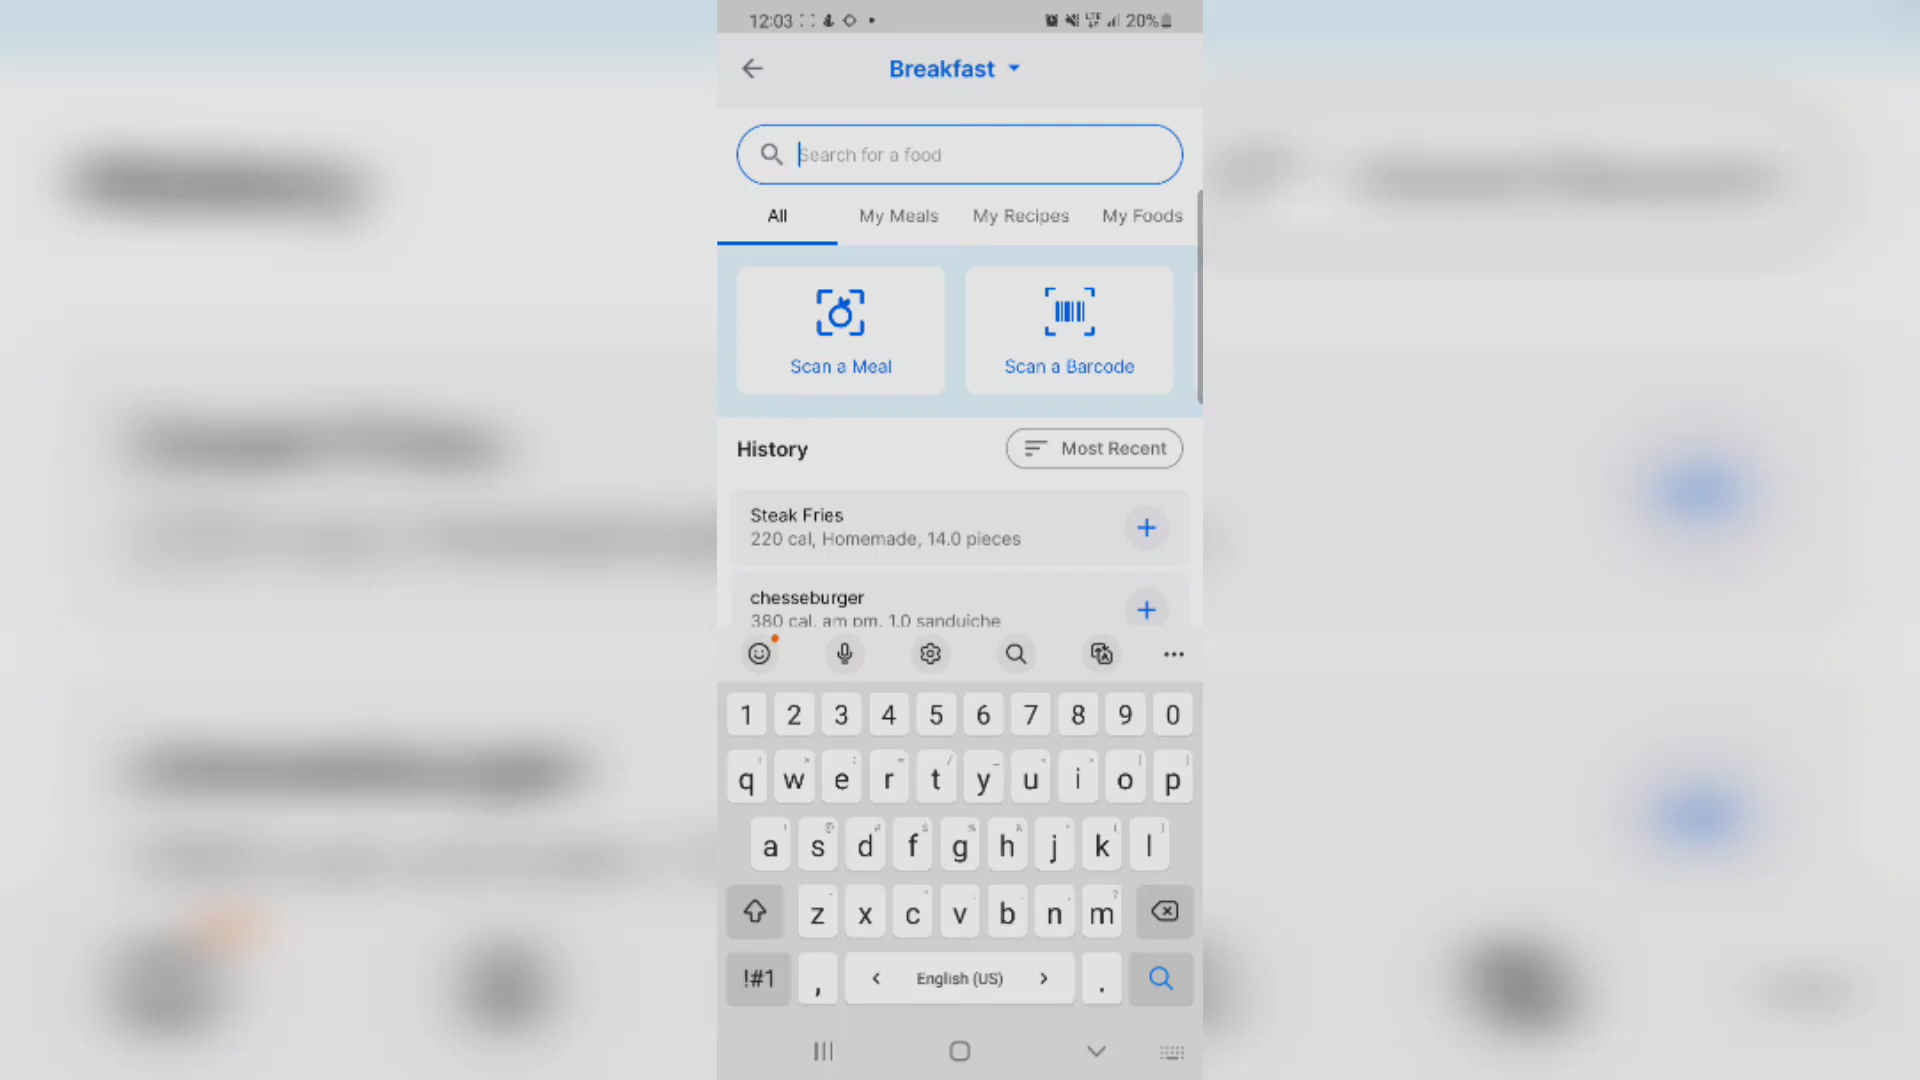 12:03 LTE 20%
Breakfast
Search for a food
All My Meals My Recipes My Foods
Scan a Meal Scan a Barcode
History Most Recent
Steak Fries
220 cal, Homemade, 14.0 pieces
chesseburger
380 cal, am pm, 1.0 sanduiche
1 2 3 4 5 6 7 8 9 0
q w e r t y u i o p
a s d f g h j k l
z x c v b n m
!#1 , < English (US) > .